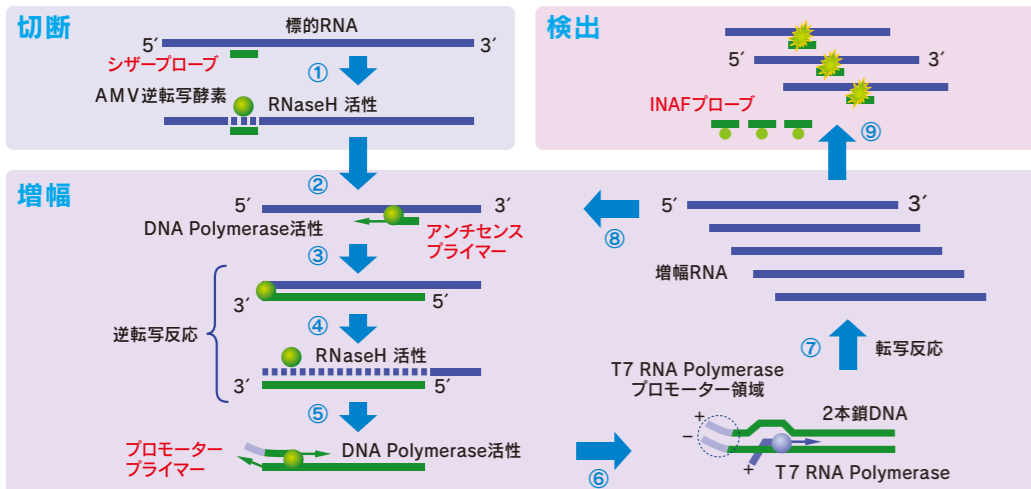 切断
標的RNA
5′
3′
シザープローブ
①
AMV逆転写酵素
RNaseH 活性
②
検出
5′
3′
INAFプローブ
⑨
増幅
5′
3′
DNA Polymerase活性
アンチセンス
プライマー
③
3′
5′
逆転写反応
④
RNaseH 活性
3′
5′
⑤
プロモーター
プライマー
DNA Polymerase活性
⑥
T7 RNA Polymerase
プロモーター領域
+
−
2本鎖DNA
+
T7 RNA Polymerase
⑦
転写反応
5′
3′
増幅RNA
⑧